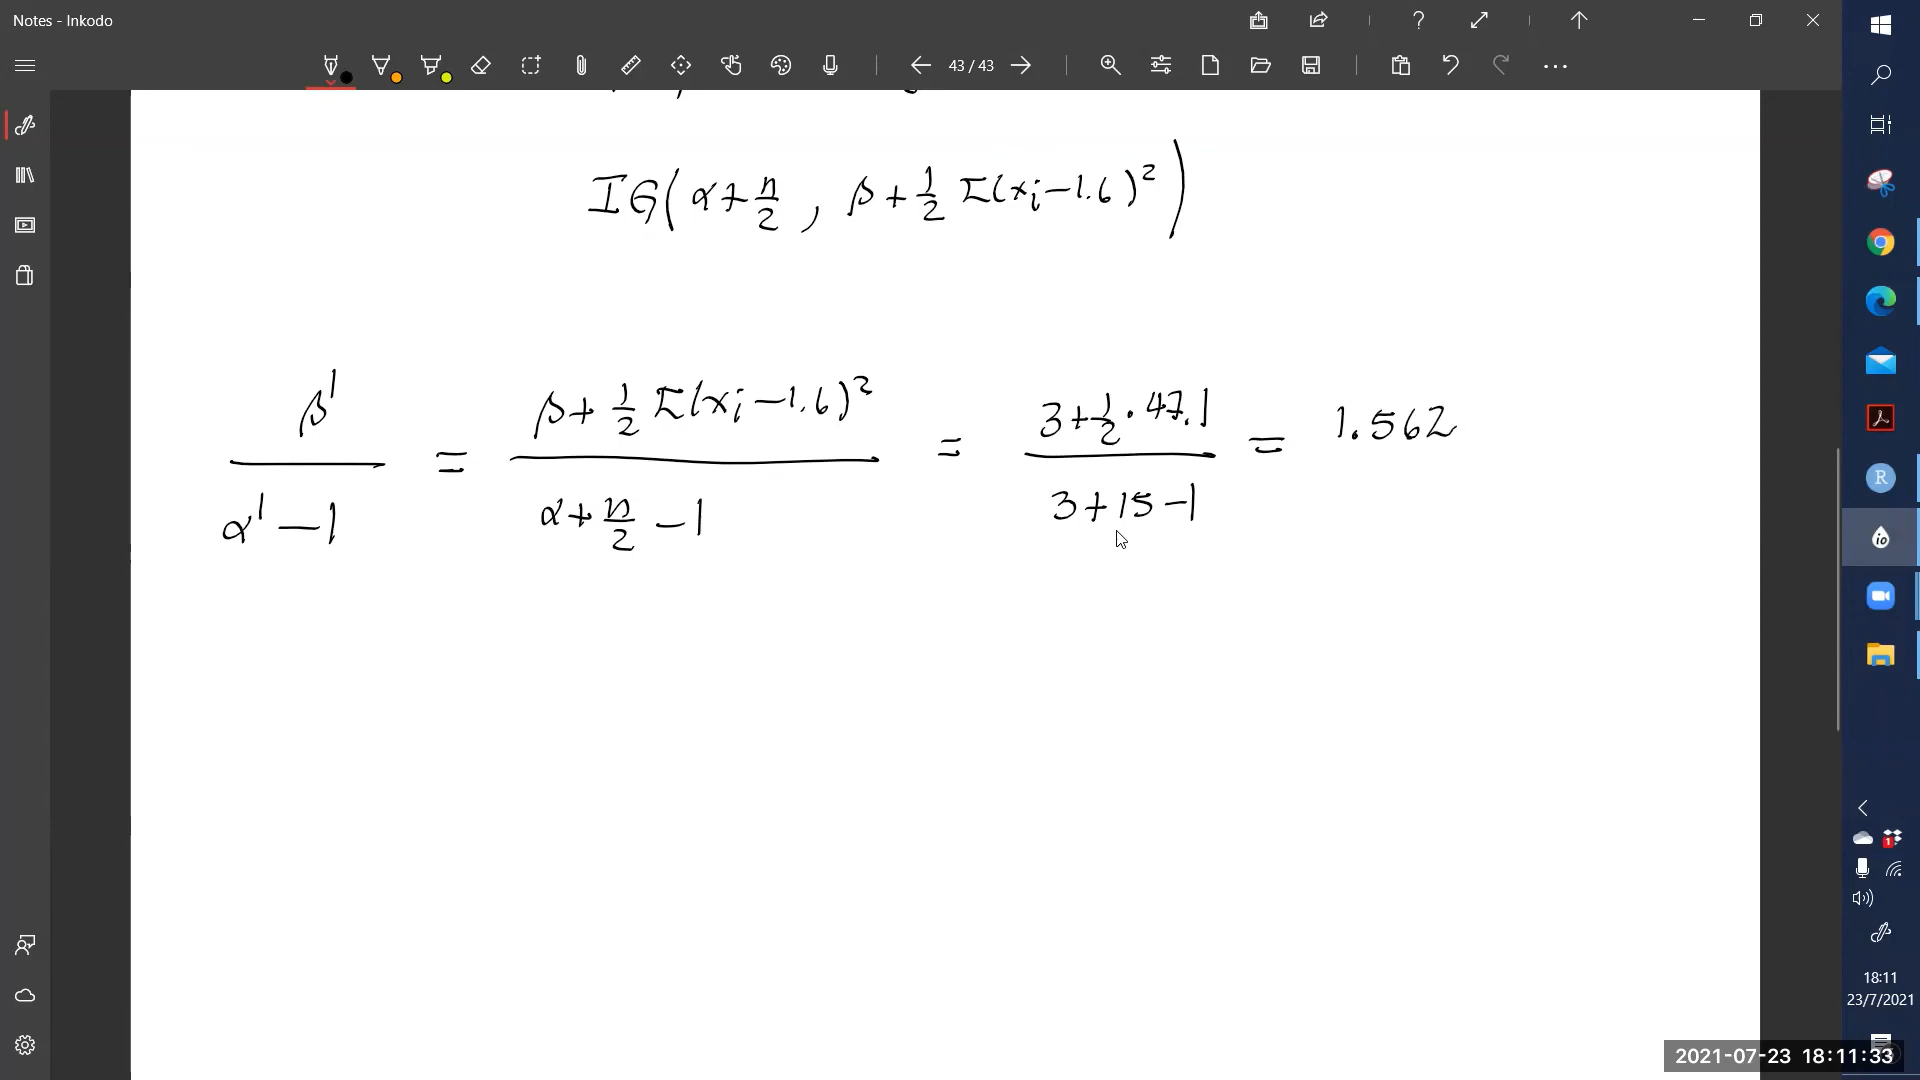 Notes - Inkodo
43 / 43
IG(α+n/2 , β+1/2 Σ(xi−1.6)²)
β'/(α'−1) = (β+1/2 Σ(xi−1.6)²)/(α+n/2 −1) = (3+1/2·47.1)/(3+15−1) = 1.562
18:11
23/7/2021
2021-07-23 18:11:33